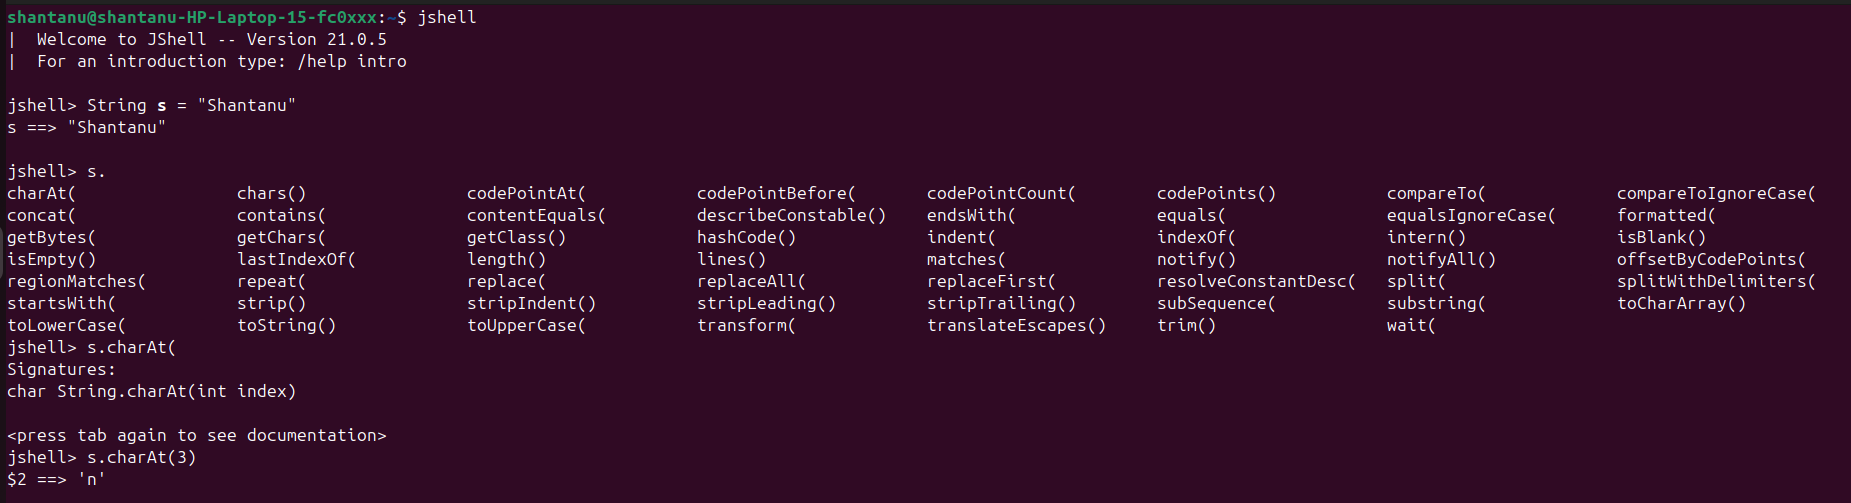 shantanu@shantanu-HP-Laptop-15-fc0xxx:~$ jshell
|  Welcome to JShell -- Version 21.0.5
|  For an introduction type: /help intro

jshell> String s = "Shantanu"
s ==> "Shantanu"

jshell> s.
charAt(                chars()                codePointAt(           codePointBefore(       codePointCount(        codePoints()           compareTo(             compareToIgnoreCase(
concat(                contains(              contentEquals(         describeConstable()    endsWith(              equals(                equalsIgnoreCase(      formatted(
getBytes(              getChars(              getClass()             hashCode()             indent(                indexOf(               intern()               isBlank()
isEmpty()              lastIndexOf(           length()               lines()                matches(               notify()               notifyAll()            offsetByCodePoints(
regionMatches(         repeat(                replace(               replaceAll(            replaceFirst(          resolveConstantDesc(   split(                 splitWithDelimiters(
startsWith(            strip()                stripIndent()          stripLeading()         stripTrailing()        subSequence(           substring(             toCharArray()
toLowerCase(           toString()             toUpperCase(           transform(             translateEscapes()     trim()                 wait(
jshell> s.charAt(
Signatures:
char String.charAt(int index)

<press tab again to see documentation>
jshell> s.charAt(3)
$2 ==> 'n'